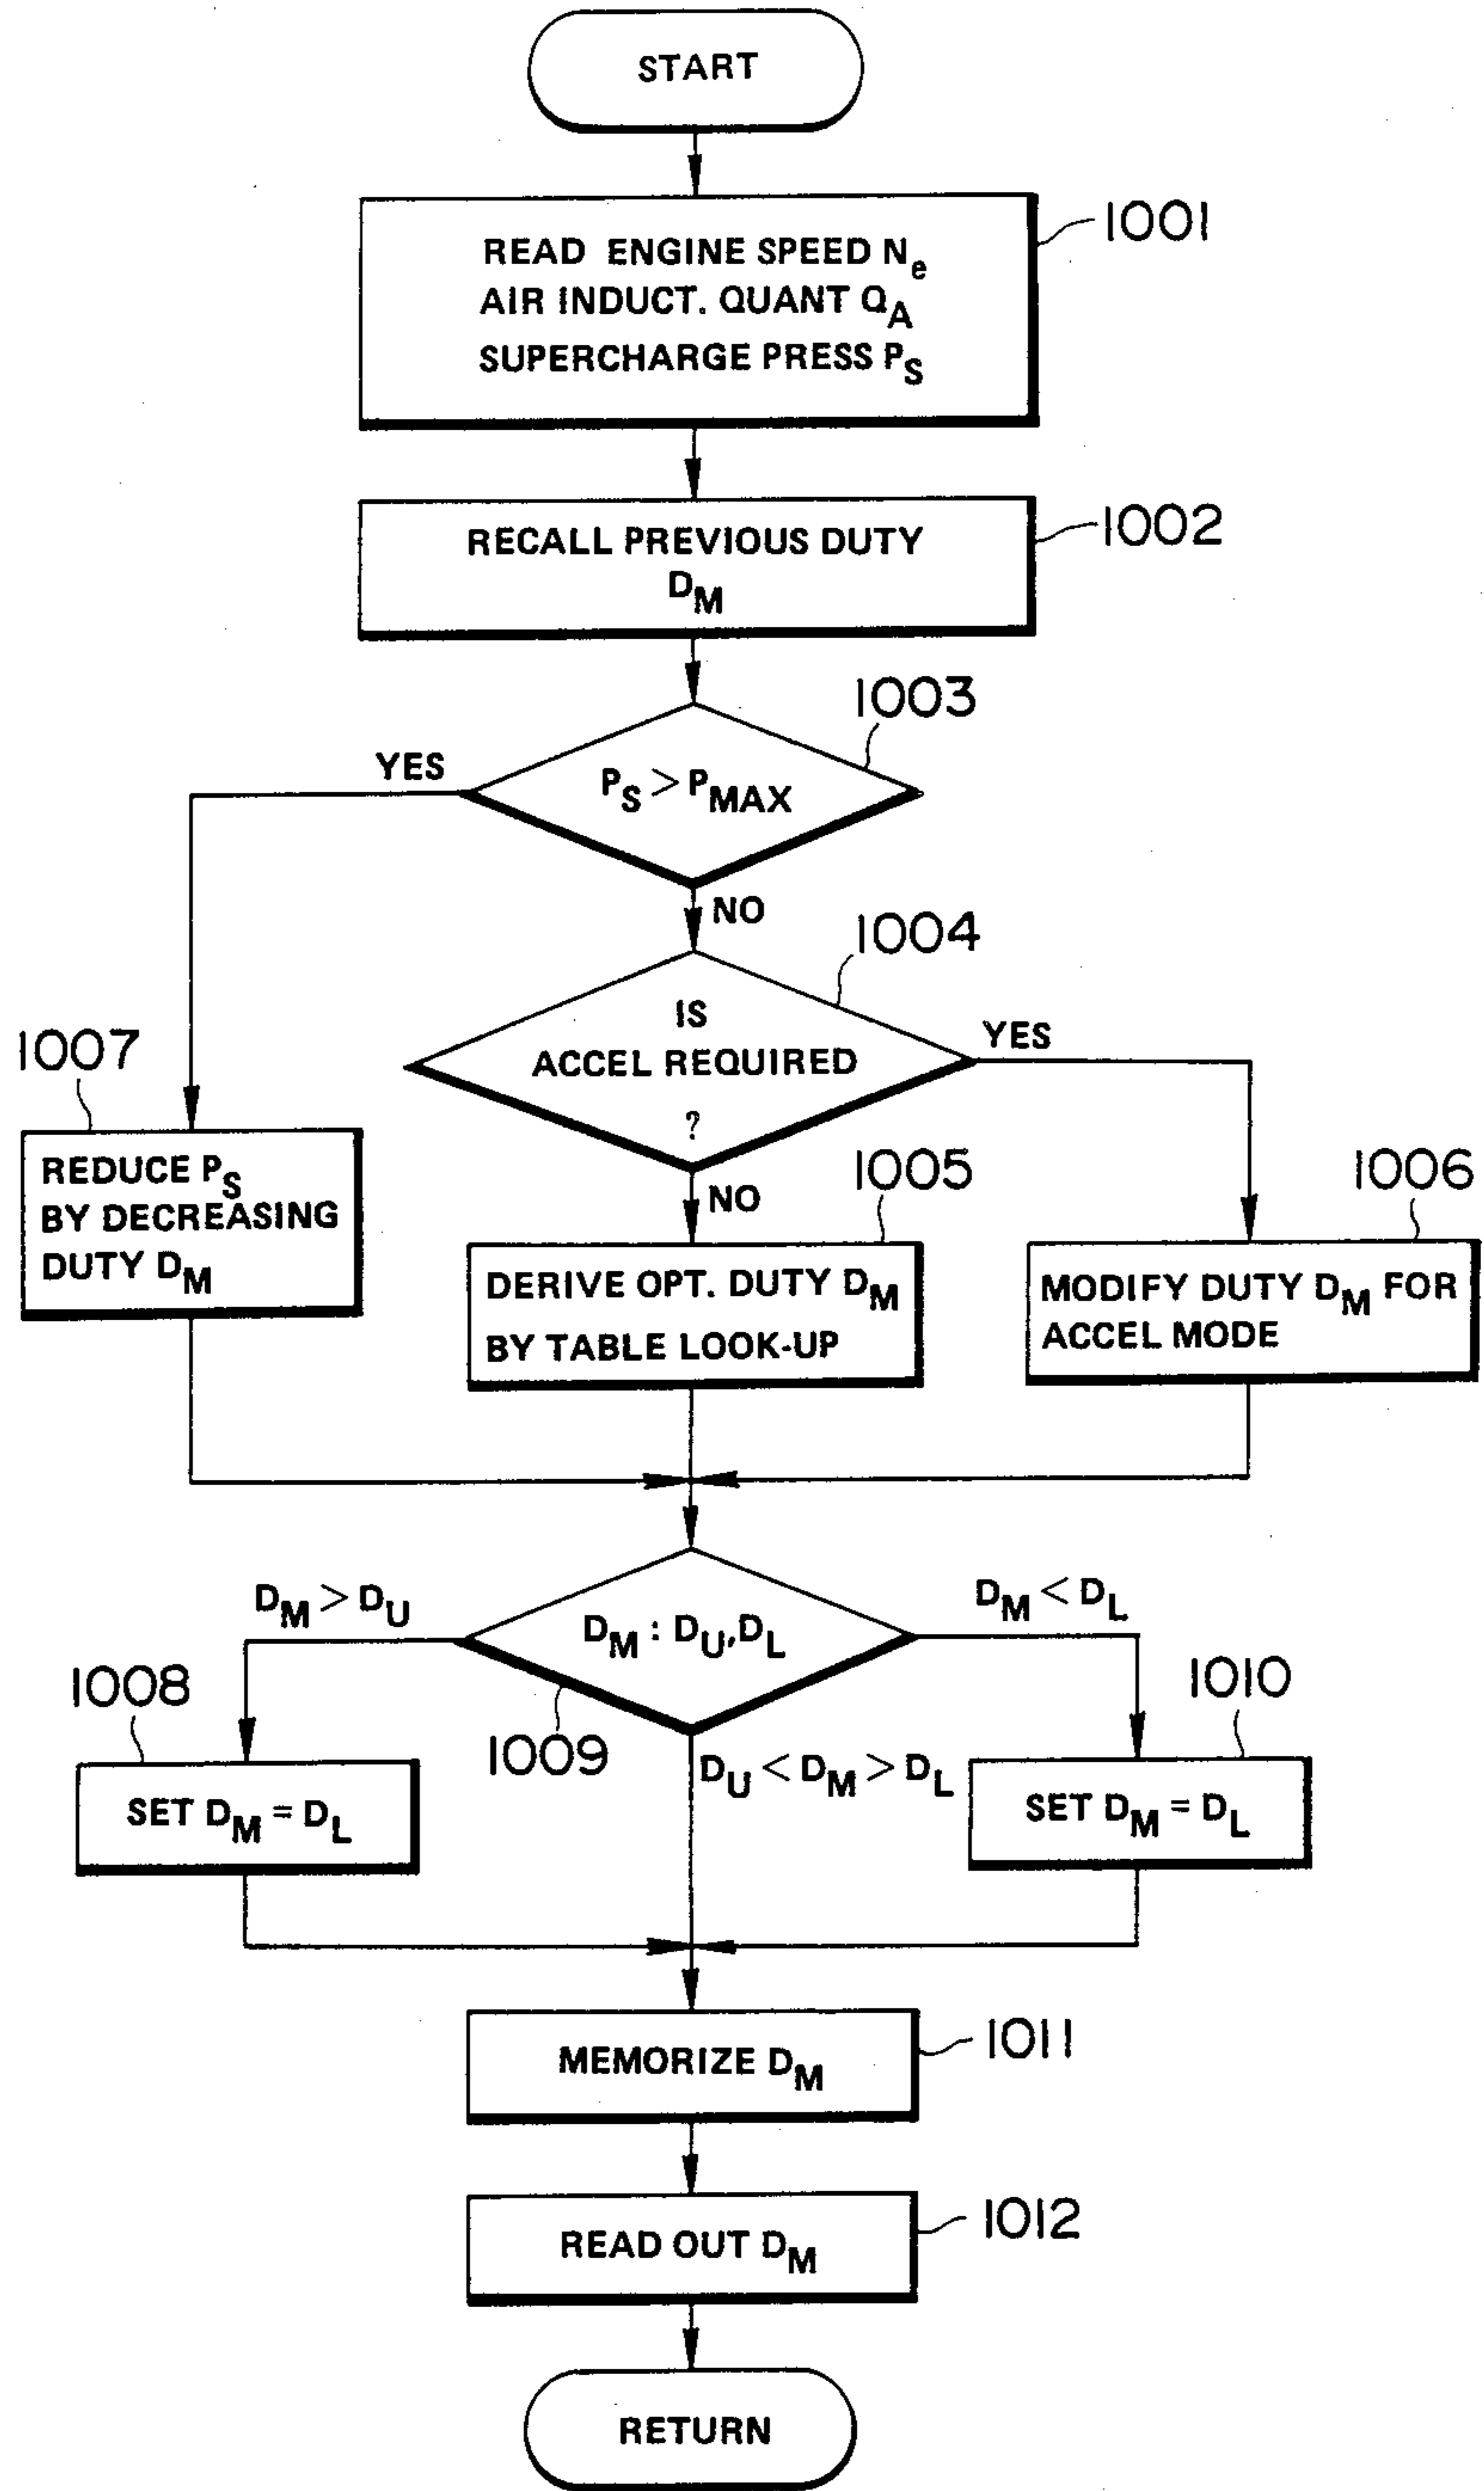 START
1001
READ ENGINE SPEED Ne
AIR INDUCT. QUANT QA
SUPERCHARGE PRESS PS
1002
RECALL PREVIOUS DUTY
DM
1003
YES
PS > PMAX
NO
1004
IS
ACCEL REQUIRED
?
YES
1007
REDUCE PS
BY DECREASING
DUTY DM
NO
1005
DERIVE OPT. DUTY DM
BY TABLE LOOK-UP
1006
MODIFY DUTY DM FOR
ACCEL MODE
DM > DU
DM : DU,DL
DM < DL
1008
SET DM = DL
1009
DU < DM > DL
1010
SET DM = DL
MEMORIZE DM
1011
READ OUT DM
1012
RETURN